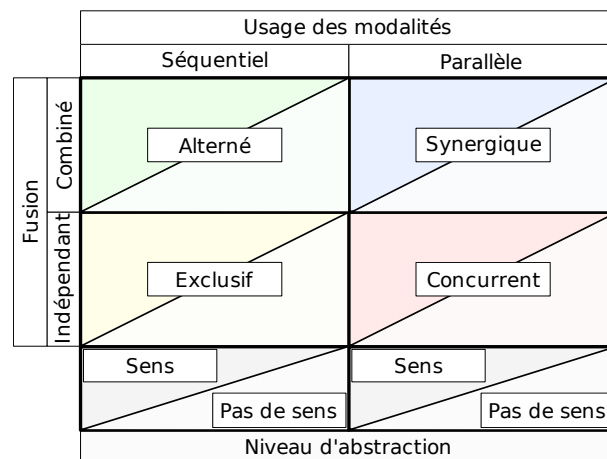 Usage des modalités
Séquentiel
Parallèle
Fusion
Combiné
Alterné
Synergique
Indépendant
Exclusif
Concurrent
Sens
Sens
Pas de sens
Pas de sens
Niveau d'abstraction